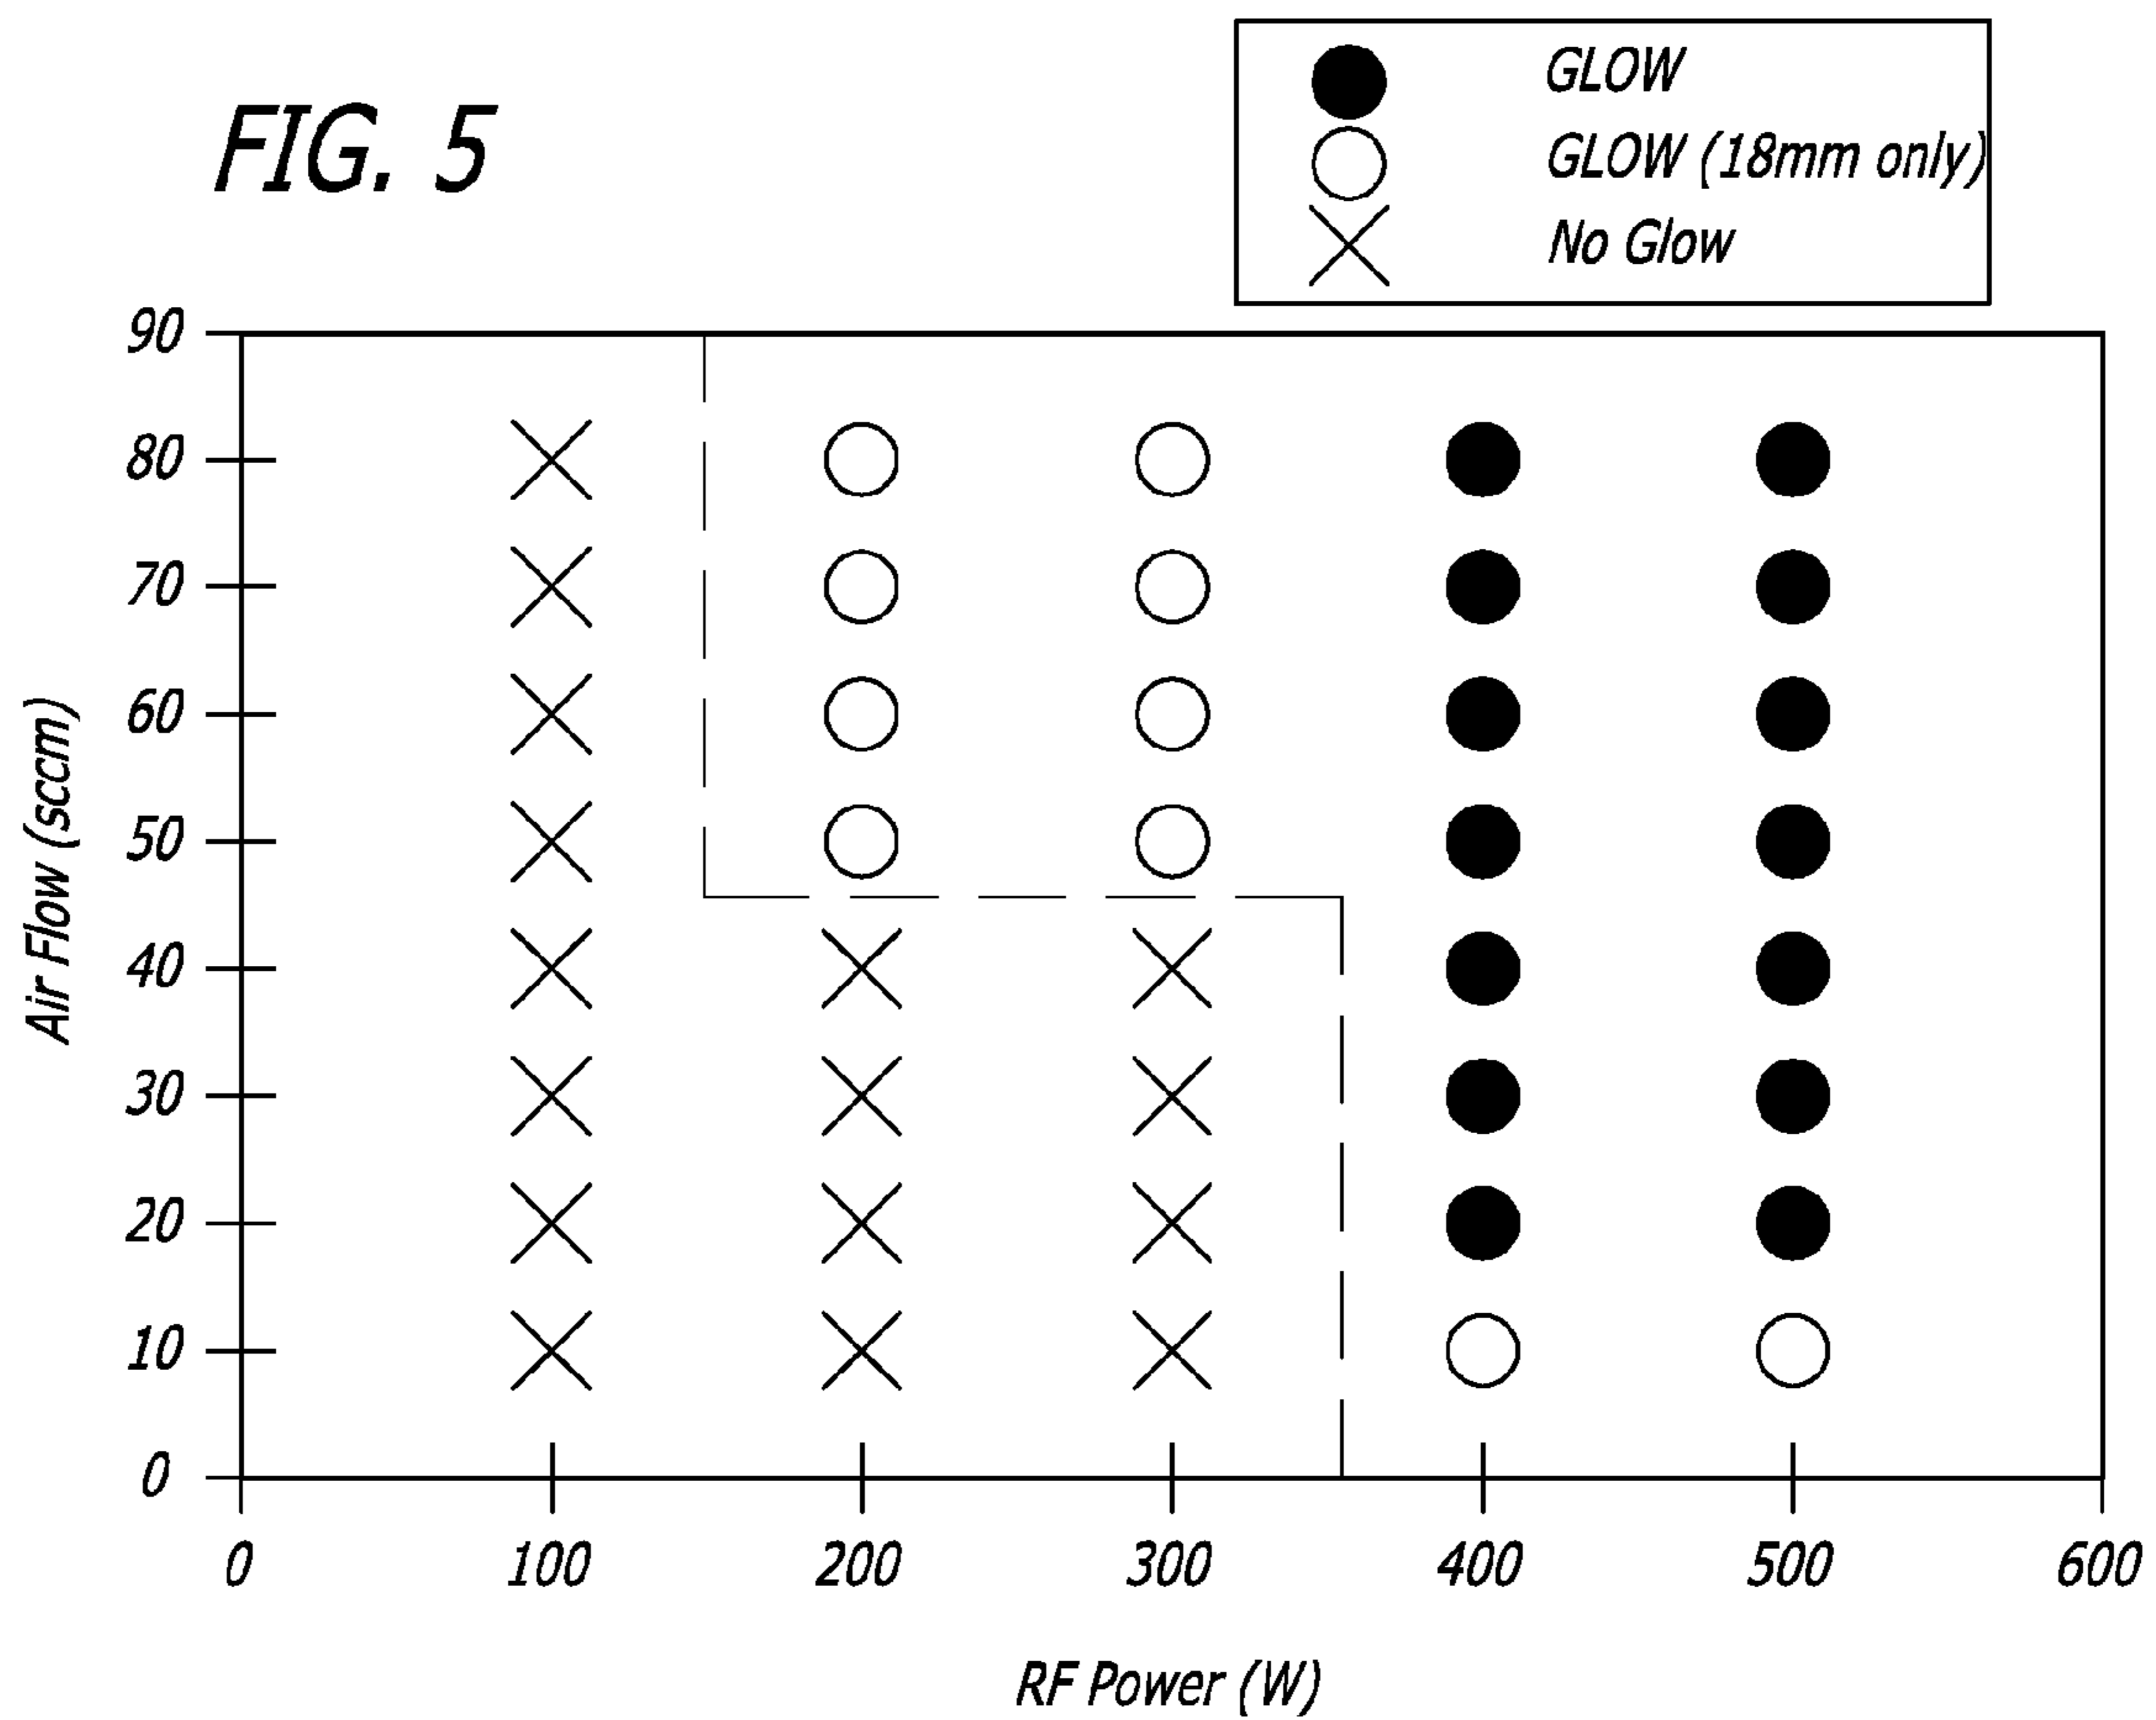 FIG. 5
GLOW
GLOW (18mm only)
No Glow
90
80
70
60
50
40
30
20
10
0
Air Flow (sccm)
0 100 200 300 400 500 600
RF Power (W)